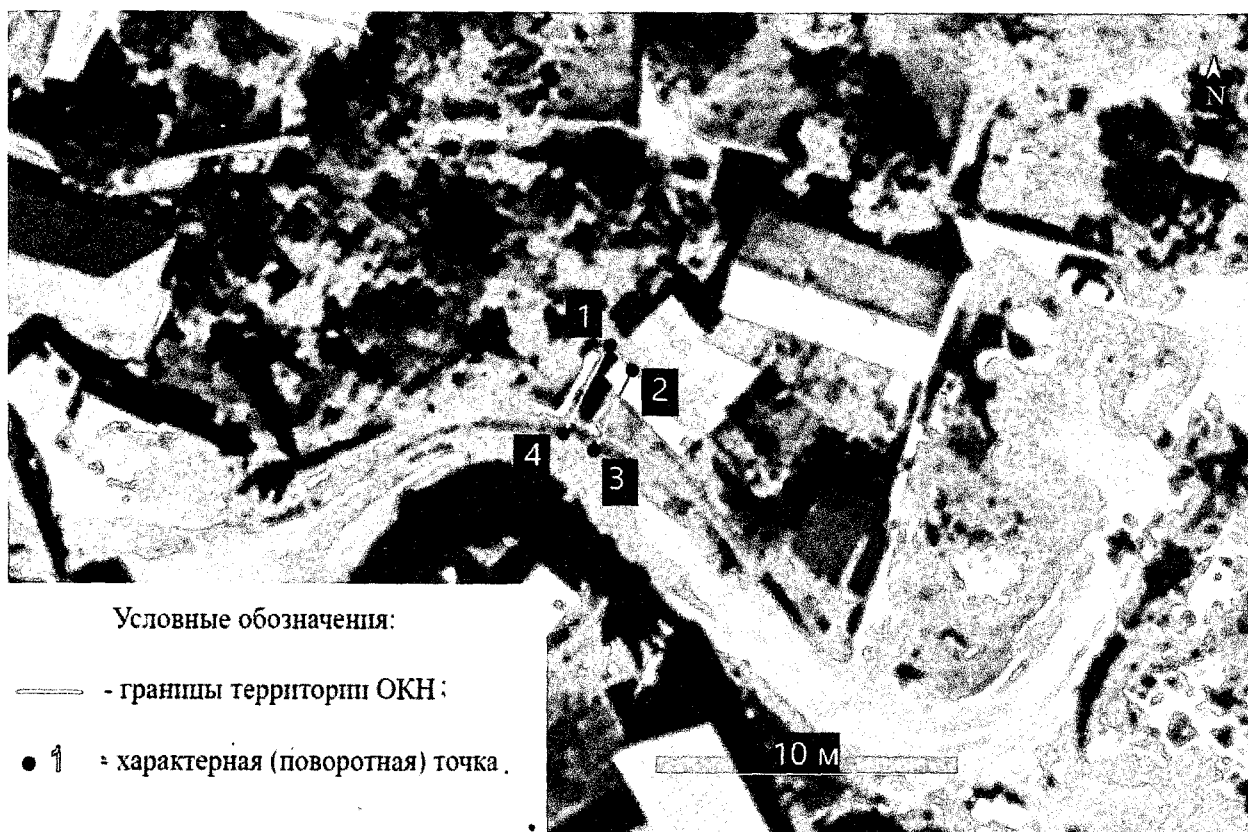 N
1
2
4
3
Условные обозначения:
- границы территории ОКН;
● 1 - характерная (поворотная) точка.
10 м